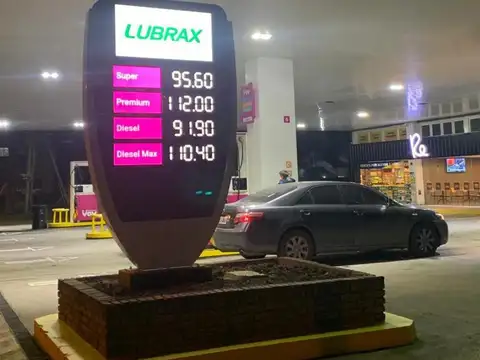 LUBRAX
Super 95.60
Premium 112.00
Diesel 91.90
Diesel Max 110.40